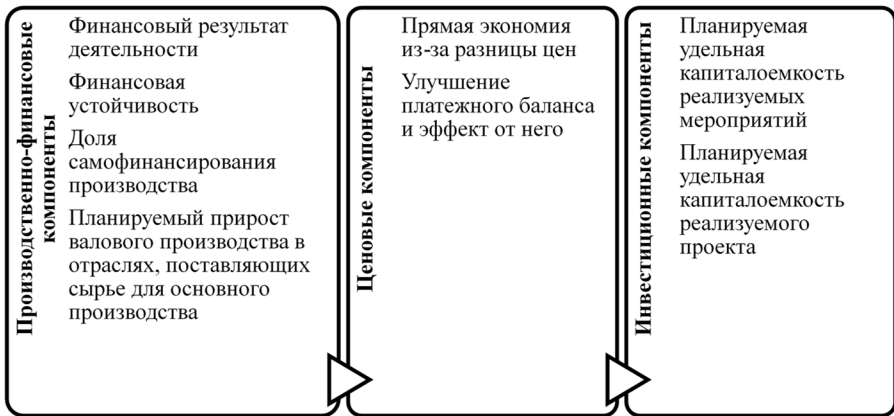 Производственно-финансовые
компоненты
Финансовый результат
деятельности
Финансовая
устойчивость
Доля
самофинансирования
производства
Планируемый прирост
валового производства в
отраслях, поставляющих
сырье для основного
производства
Ценовые компоненты
Прямая экономия
из-за разницы цен
Улучшение
платежного баланса
и эффект от него
Инвестиционные компоненты
Планируемая
удельная
капиталоемкость
реализуемых
мероприятий
Планируемая
удельная
капиталоемкость
реализуемого
проекта